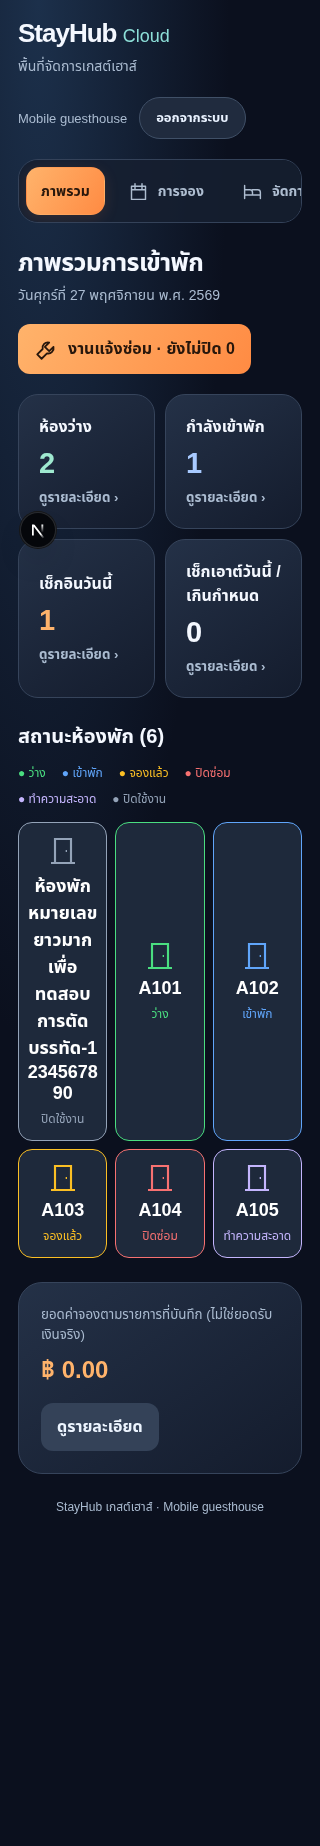 StayHub Cloud
พื้นที่จัดการเกสต์เฮาส์
Mobile guesthouse
ออกจากระบบ
ภาพรวม
การจอง
จัดกา
ภาพรวมการเข้าพัก
วันศุกร์ที่ 27 พฤศจิกายน พ.ศ. 2569
งานแจ้งซ่อม · ยังไม่ปิด 0
ห้องว่าง
2
ดูรายละเอียด ›
กำลังเข้าพัก
1
ดูรายละเอียด ›
N
เช็กอินวันนี้
1
ดูรายละเอียด ›
เช็กเอาต์วันนี้ /
เกินกำหนด
0
ดูรายละเอียด ›
สถานะห้องพัก (6)
● ว่าง ● เข้าพัก ● จองแล้ว ● ปิดซ่อม
● ทำความสะอาด ● ปิดใช้งาน
ห้องพัก
หมายเลข
ยาวมาก
เพื่อ
ทดสอบ
การตัด
บรรทัด-1
2345678
90
ปิดใช้งาน
A101
ว่าง
A102
เข้าพัก
A103
จองแล้ว
A104
ปิดซ่อม
A105
ทำความสะอาด
ยอดค่าจองตามรายการที่บันทึก (ไม่ใช่ยอดรับ
เงินจริง)
฿ 0.00
ดูรายละเอียด
StayHub เกสต์เฮาส์ · Mobile guesthouse